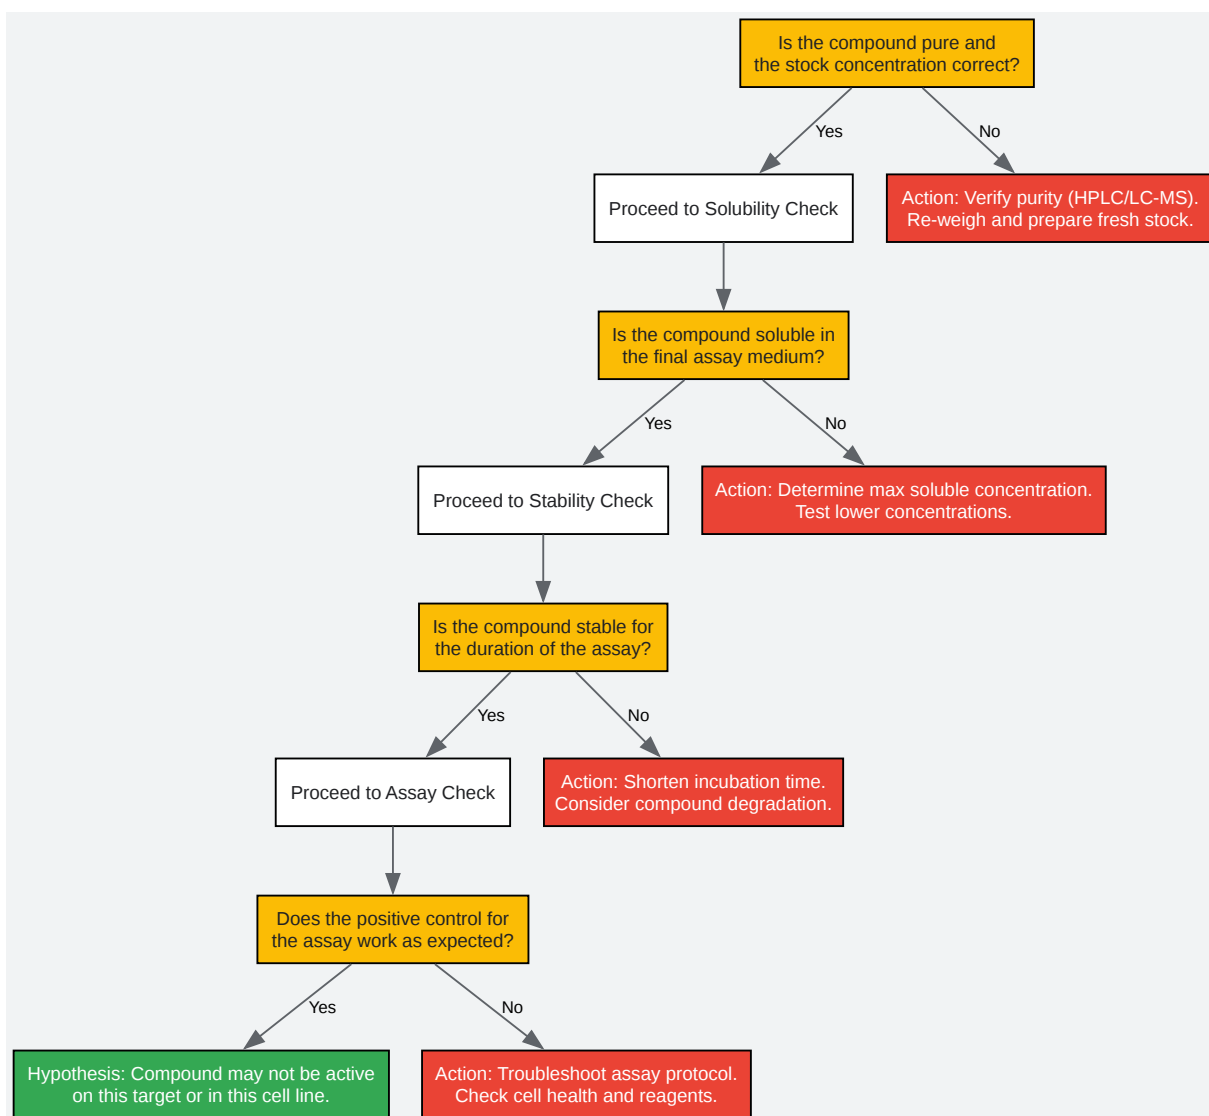 Is the compound pure and
the stock concentration correct?
Yes
No
Proceed to Solubility Check
Action: Verify purity (HPLC/LC-MS).
Re-weigh and prepare fresh stock.
Is the compound soluble in
the final assay medium?
Yes
No
Proceed to Stability Check
Action: Determine max soluble concentration.
Test lower concentrations.
Is the compound stable for
the duration of the assay?
Yes
No
Proceed to Assay Check
Action: Shorten incubation time.
Consider compound degradation.
Does the positive control for
the assay work as expected?
Yes
No
Hypothesis: Compound may not be active
on this target or in this cell line.
Action: Troubleshoot assay protocol.
Check cell health and reagents.